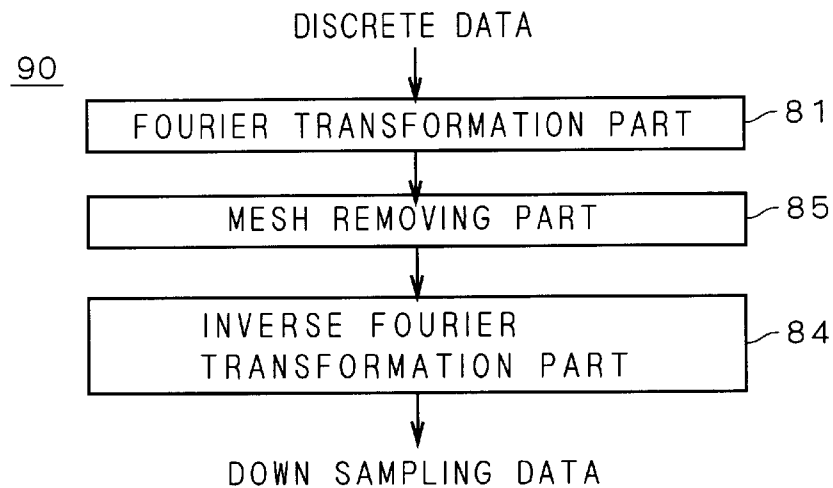 DISCRETE DATA
90
FOURIER TRANSFORMATION PART
81
MESH REMOVING PART
85
INVERSE FOURIER
TRANSFORMATION PART
84
DOWN SAMPLING DATA